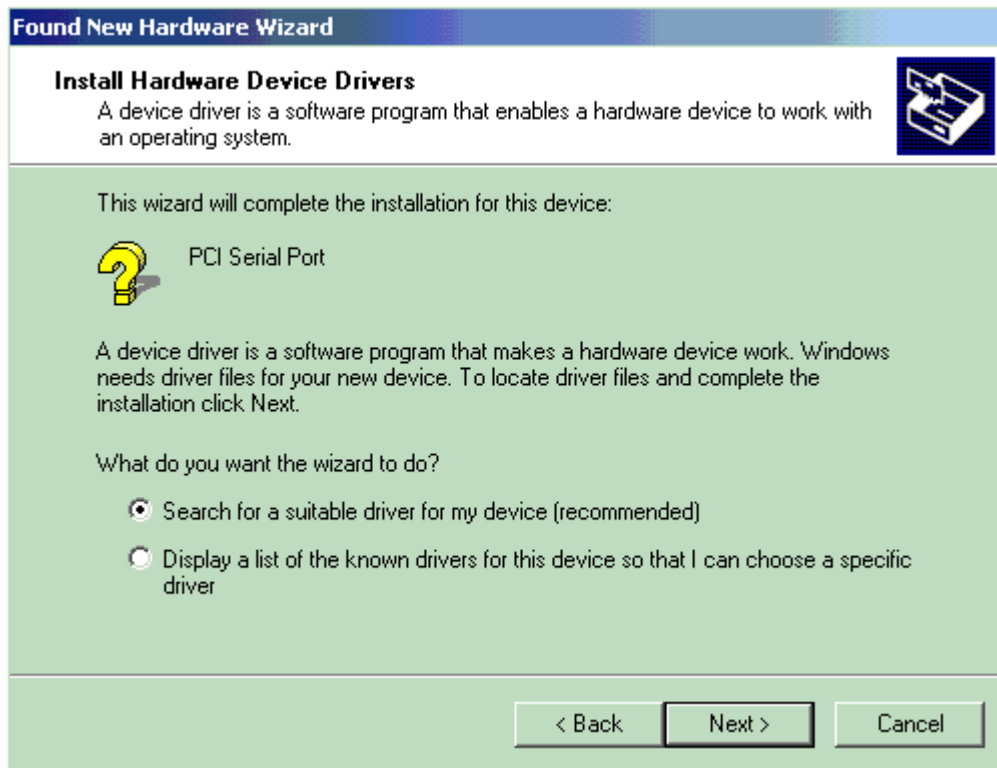 Found New Hardware Wizard
Install Hardware Device Drivers
A device driver is a software program that enables a hardware device to work with
an operating system.
This wizard will complete the installation for this device:
PCI Serial Port
A device driver is a software program that makes a hardware device work. Windows
needs driver files for your new device. To locate driver files and complete the
installation click Next.
What do you want the wizard to do?
Search for a suitable driver for my device (recommended)
Display a list of the known drivers for this device so that I can choose a specific
driver
< Back Next > Cancel